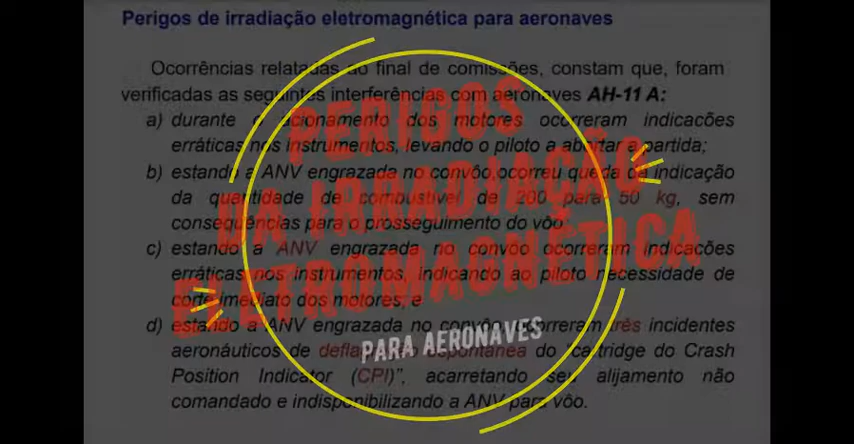 Perigos de irradiação eletromagnética para aeronaves
Ocorrências relatadas ao final de comissões, constam que, foram
verificadas as seguintes interferências com aeronaves AH-11 A:
a) durante o acionamento dos motores ocorreram indicacões
erráticas nos instrumentos, levando o piloto a abortar a partida;
b) estando a ANV engrazada no convôo,ocorreu queda da indicação
da quantidade de combustível de 200 para 50 kg, sem
conseqüências para o prosseguimento do vôo;
c) estando a ANV engrazada no convôo ocorreram indicacões
erráticas nos instrumentos, indicando ao piloto necessidade de
corte imediato dos motores; e
d) estando a ANV engrazada no convôo ocorreram três incidentes
aeronáuticos de deflagração espontânea do "cartridge do Crash
Position Indicator (CPI)", acarretando seu alijamento não
comandado e indisponibilizando a ANV para vôo.
PERIGOS
DA IRRADIAÇÃO
ELETROMAGNÉTICA
PARA AERONAVES